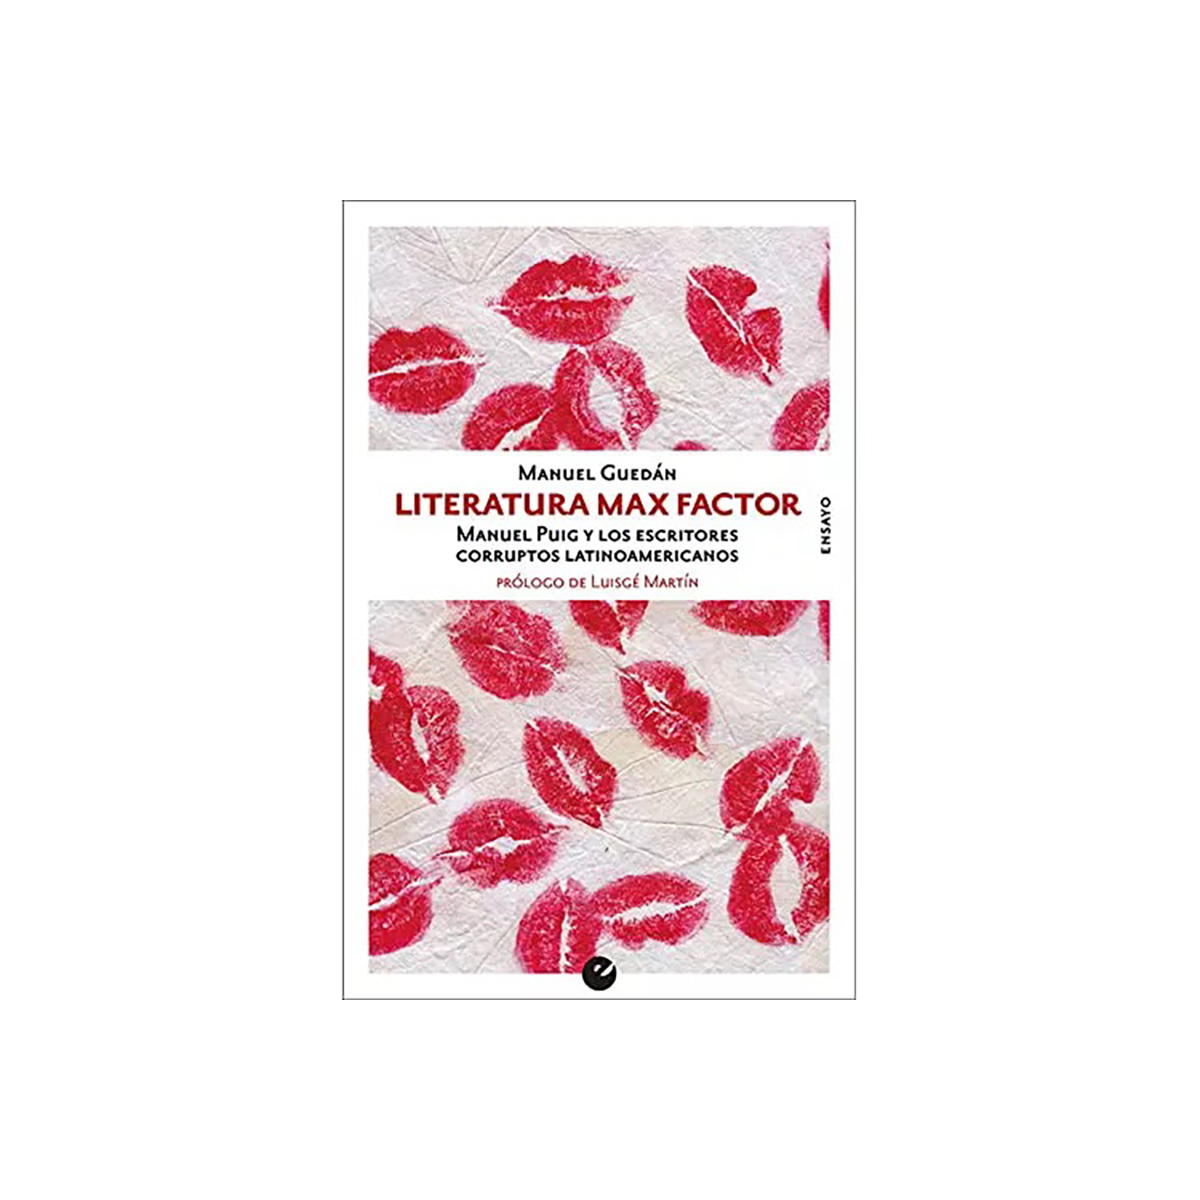 MANUEL GUEDÁN
LITERATURA MAX FACTOR
MANUEL PUIG Y LOS ESCRITORES
CORRUPTOS LATINOAMERICANOS
PRÓLOGO DE LUISGÉ MARTÍN
ENSAYO
e